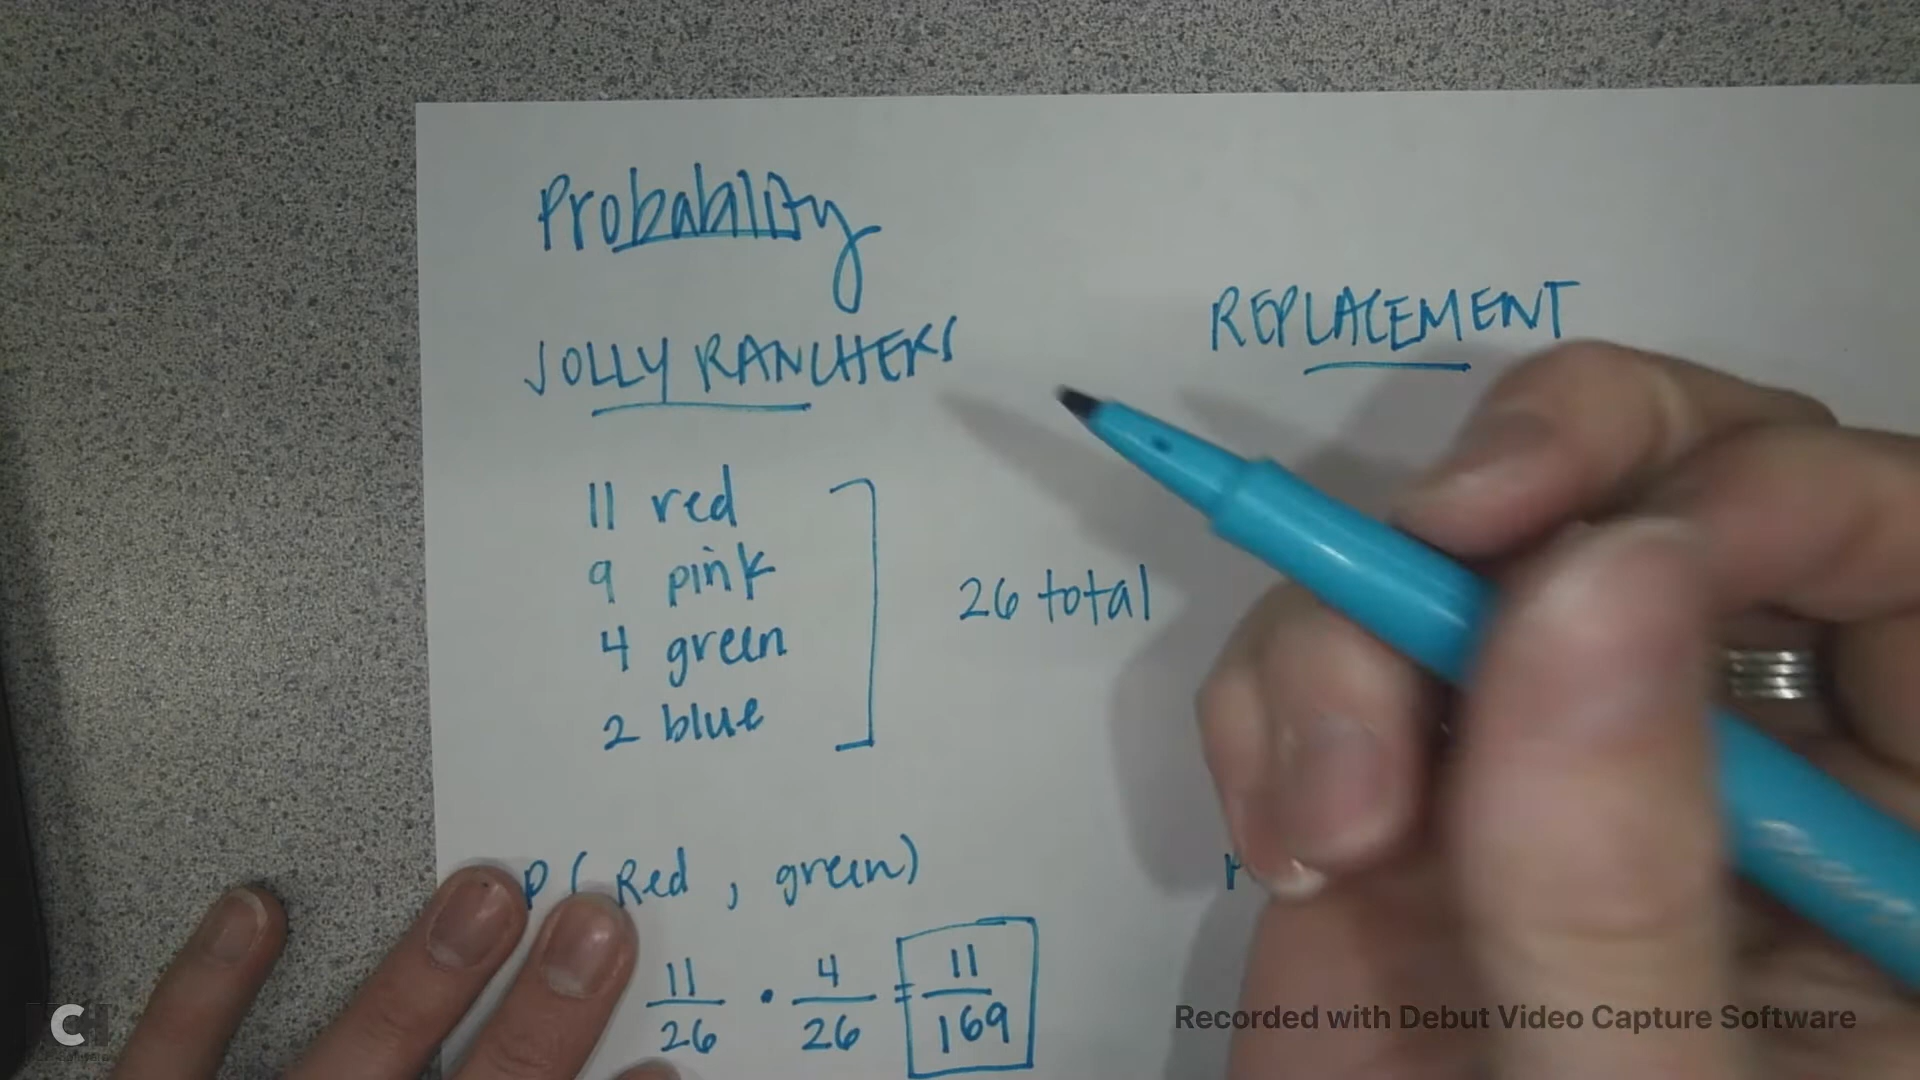 Probability
JOLLY RANCHERS
11 red
9 pink
4 green
2 blue
26 total
P ( Red , green)
11/26 • 4/26 = 11/169
REPLACEMENT
Recorded with Debut Video Capture Software